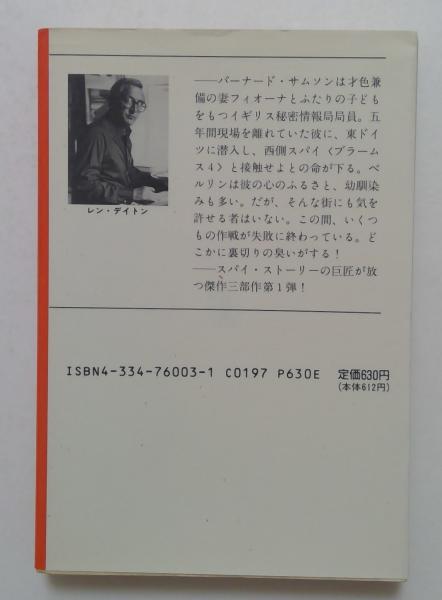 ——バーナード・サムソンは才色兼
備の妻フィオーナとふたりの子ども
をもつイギリス秘密情報局局員。五
年間現場を離れていた彼に、東ドイ
ツに潜入し、西側スパイ〈ブラーム
ス4〉と接触せよとの命が下る。ベ
ルリンは彼の心のふるさと、幼馴染
みも多い。だが、そんな街にも気を
許せる者はいない。この間、いくつ
もの作戦が失敗に終わっている。ど
こかに裏切りの臭いがする!
——スパイ・ストーリーの巨匠が放
つ傑作三部作第1弾!
レン・デイトン
ISBN4-334-76003-1 C0197 P630E 定価630円
(本体612円)